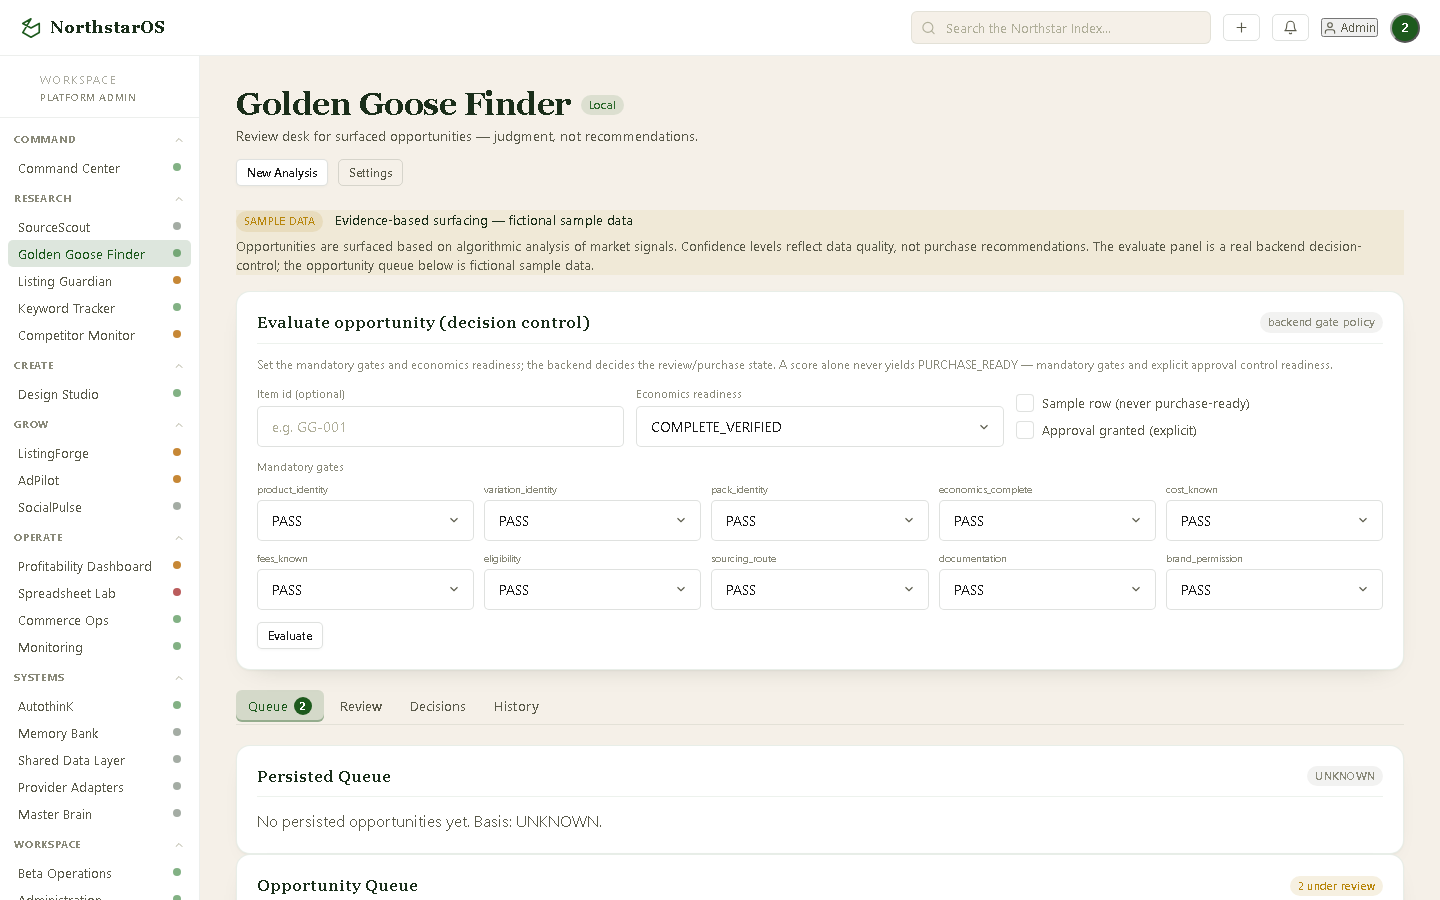 NorthstarOS
Search the Northstar Index...
Admin
2
WORKSPACE
PLATFORM ADMIN
COMMAND
Command Center
RESEARCH
SourceScout
Golden Goose Finder
Listing Guardian
Keyword Tracker
Competitor Monitor
CREATE
Design Studio
GROW
ListingForge
AdPilot
SocialPulse
OPERATE
Profitability Dashboard
Spreadsheet Lab
Commerce Ops
Monitoring
SYSTEMS
AutothinK
Memory Bank
Shared Data Layer
Provider Adapters
Master Brain
WORKSPACE
Beta Operations
Administration
Golden Goose Finder Local
Review desk for surfaced opportunities — judgment, not recommendations.
New Analysis Settings
SAMPLE DATA Evidence-based surfacing — fictional sample data
Opportunities are surfaced based on algorithmic analysis of market signals. Confidence levels reflect data quality, not purchase recommendations. The evaluate panel is a real backend decision-
control; the opportunity queue below is fictional sample data.
Evaluate opportunity (decision control) backend gate policy
Set the mandatory gates and economics readiness; the backend decides the review/purchase state. A score alone never yields PURCHASE_READY — mandatory gates and explicit approval control readiness.
Item id (optional) Economics readiness
e.g. GG-001 COMPLETE_VERIFIED
Sample row (never purchase-ready)
Approval granted (explicit)
Mandatory gates
product_identity variation_identity pack_identity economics_complete cost_known
PASS PASS PASS PASS PASS
fees_known eligibility sourcing_route documentation brand_permission
PASS PASS PASS PASS PASS
Evaluate
Queue 2 Review Decisions History
Persisted Queue UNKNOWN
No persisted opportunities yet. Basis: UNKNOWN.
Opportunity Queue 2 under review